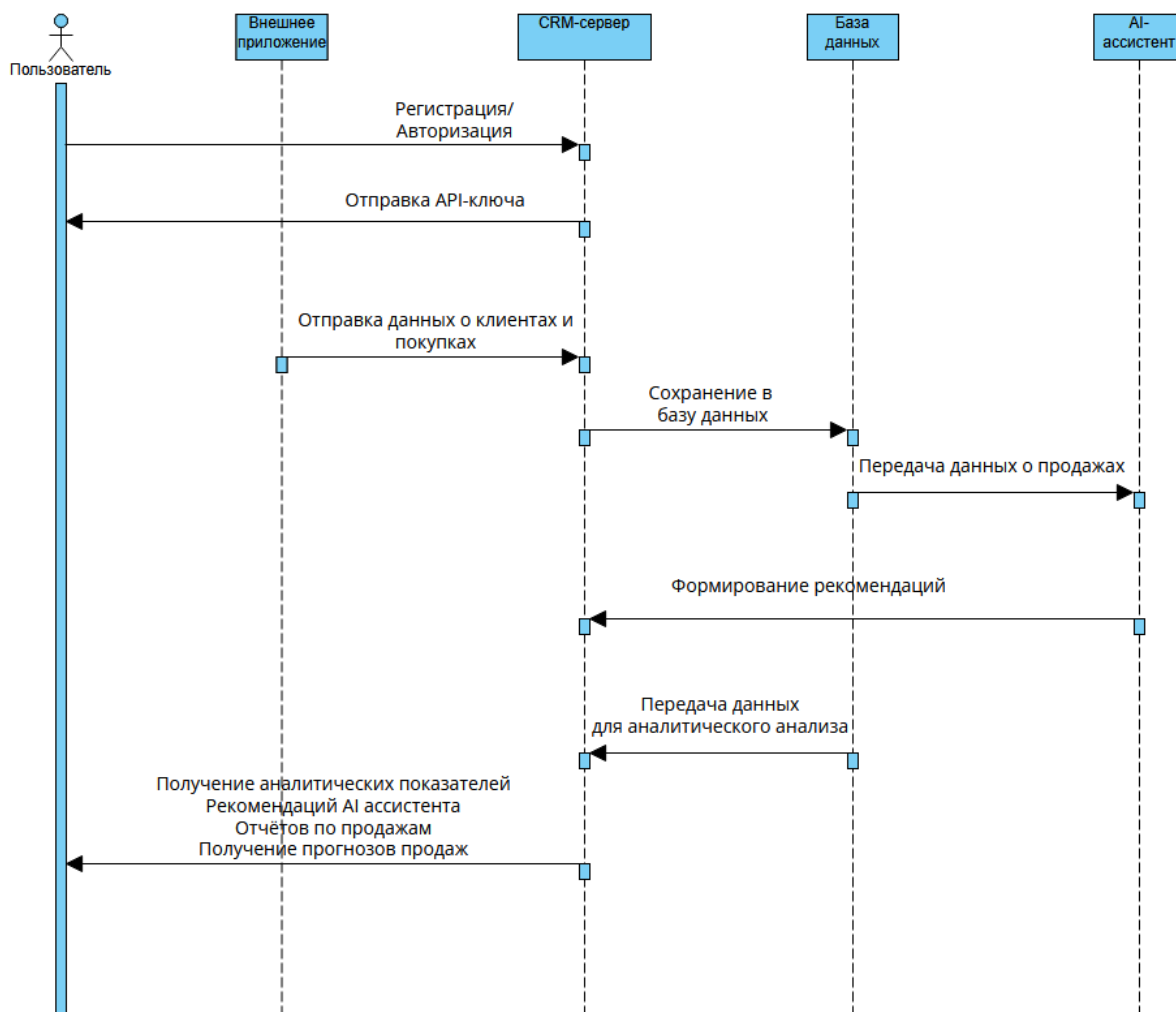 Пользователь
Внешнее
приложение
CRM-сервер
База
данных
AI-
ассистент
Регистрация/
Авторизация
Отправка API-ключа
Отправка данных о клиентах и
покупках
Сохранение в
базу данных
Передача данных о продажах
Формирование рекомендаций
Передача данных
для аналитического анализа
Получение аналитических показателей
Рекомендаций AI ассистента
Отчётов по продажам
Получение прогнозов продаж